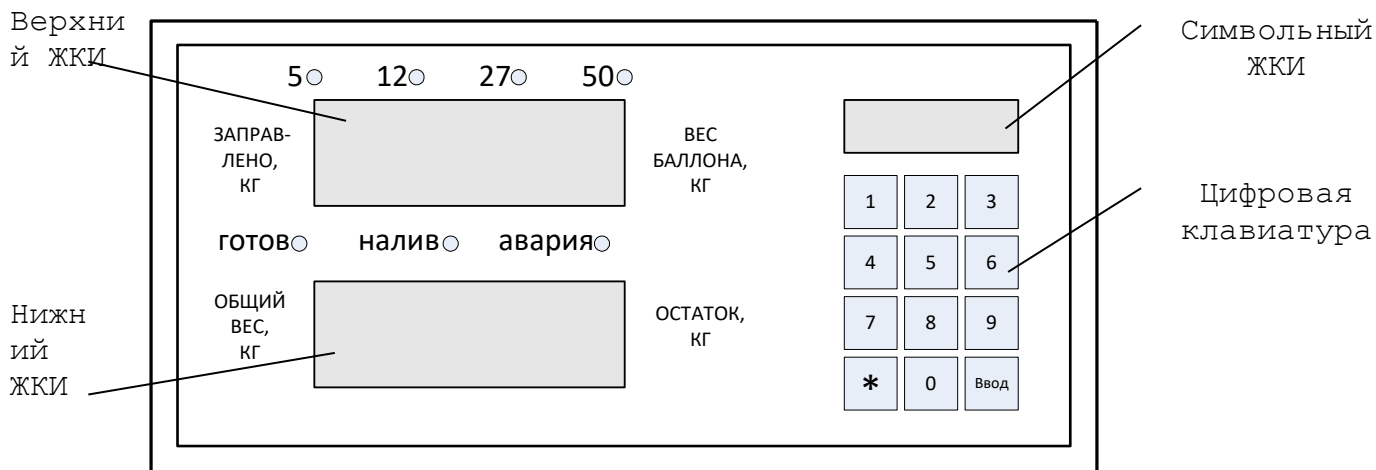 Верхни
й ЖКИ
Символьный
ЖКИ
5 12 27 50
ЗАПРАВ-
ЛЕНО,
КГ
ВЕС
БАЛЛОНА,
КГ
Цифровая
клавиатура
1 2 3
готов налив авария
4 5 6
ОБЩИЙ
ВЕС,
КГ
ОСТАТОК,
КГ
Нижн
ий
ЖКИ
7 8 9
* 0 Ввод